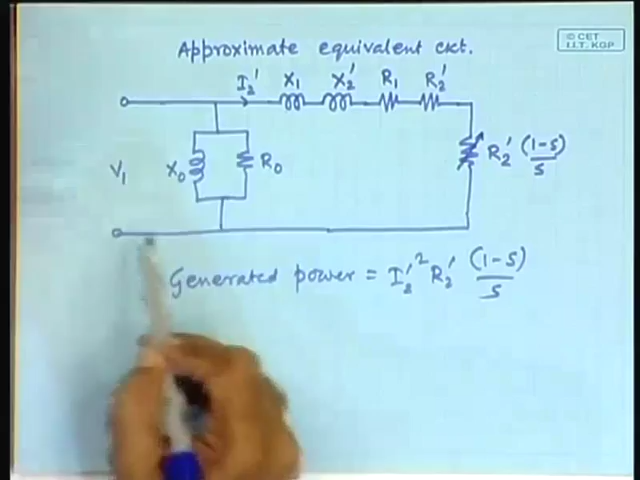 © CET
I.I.T. KGP
Approximate equivalent ckt.
I₂' X₁ X₂' R₁ R₂'
V₁ X₀ R₀ R₂' (1-s)/s
Generated power = I₂'² R₂' (1-s)/s